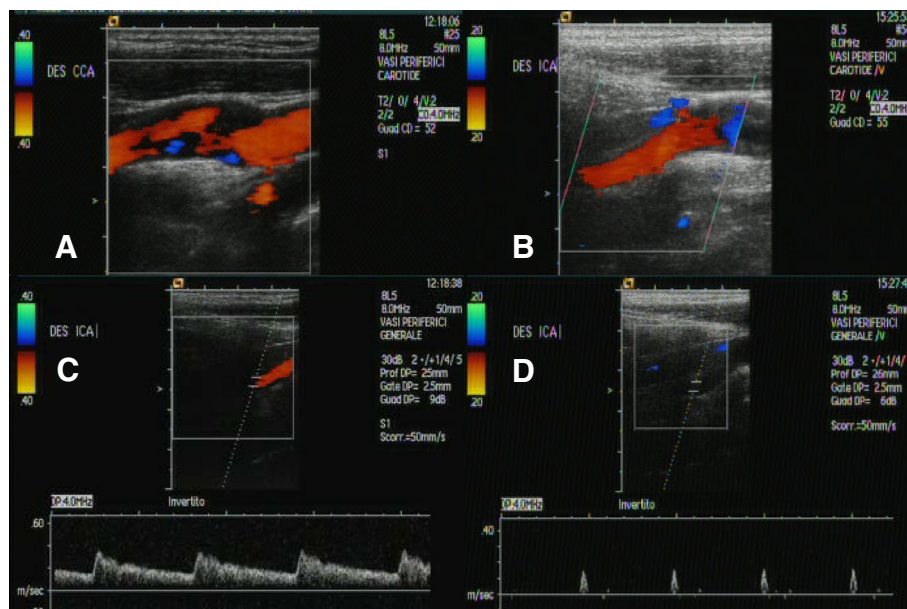 12:18:06
.40
.40
DES CCA
8L5 #25
8.0MHz 50mm
VASI PERIFERICI
CAROTIDE
T2/ 0/ 4/V:2
2/2 CD:4.0MHz
Guad CD = 52
S1
A
15:25:5
.20
.20
DES ICA
8L5 #5
8.0MHz 50mm
VASI PERIFERICI
CAROTIDE /V
T2/ 0/ 4/V:2
2/2 CD:4.0MHz
Guad CD = 55
B
12:18:38
.40
.40
DES ICA
8L5
8.0MHz 50mm
VASI PERIFERICI
GENERALE
30dB 2 -/+1/4/ 5
Prof DP= 25mm
Gate DP= 2.5mm
Guad DP= 9dB
S1
Scorr.=50mm/s
C
DP:4.0MHz
Invertito
.60
m/sec
15:27:4
.20
.20
DES ICA
8L5
8.0MHz 50mm
VASI PERIFERICI
GENERALE /V
30dB 2 -/+1/4/
Prof DP= 26mm
Gate DP= 2.5mm
Guad DP= 6dB
Scorr.=50mm/s
D
DP:4.0MHz
Invertito
.40
m/sec